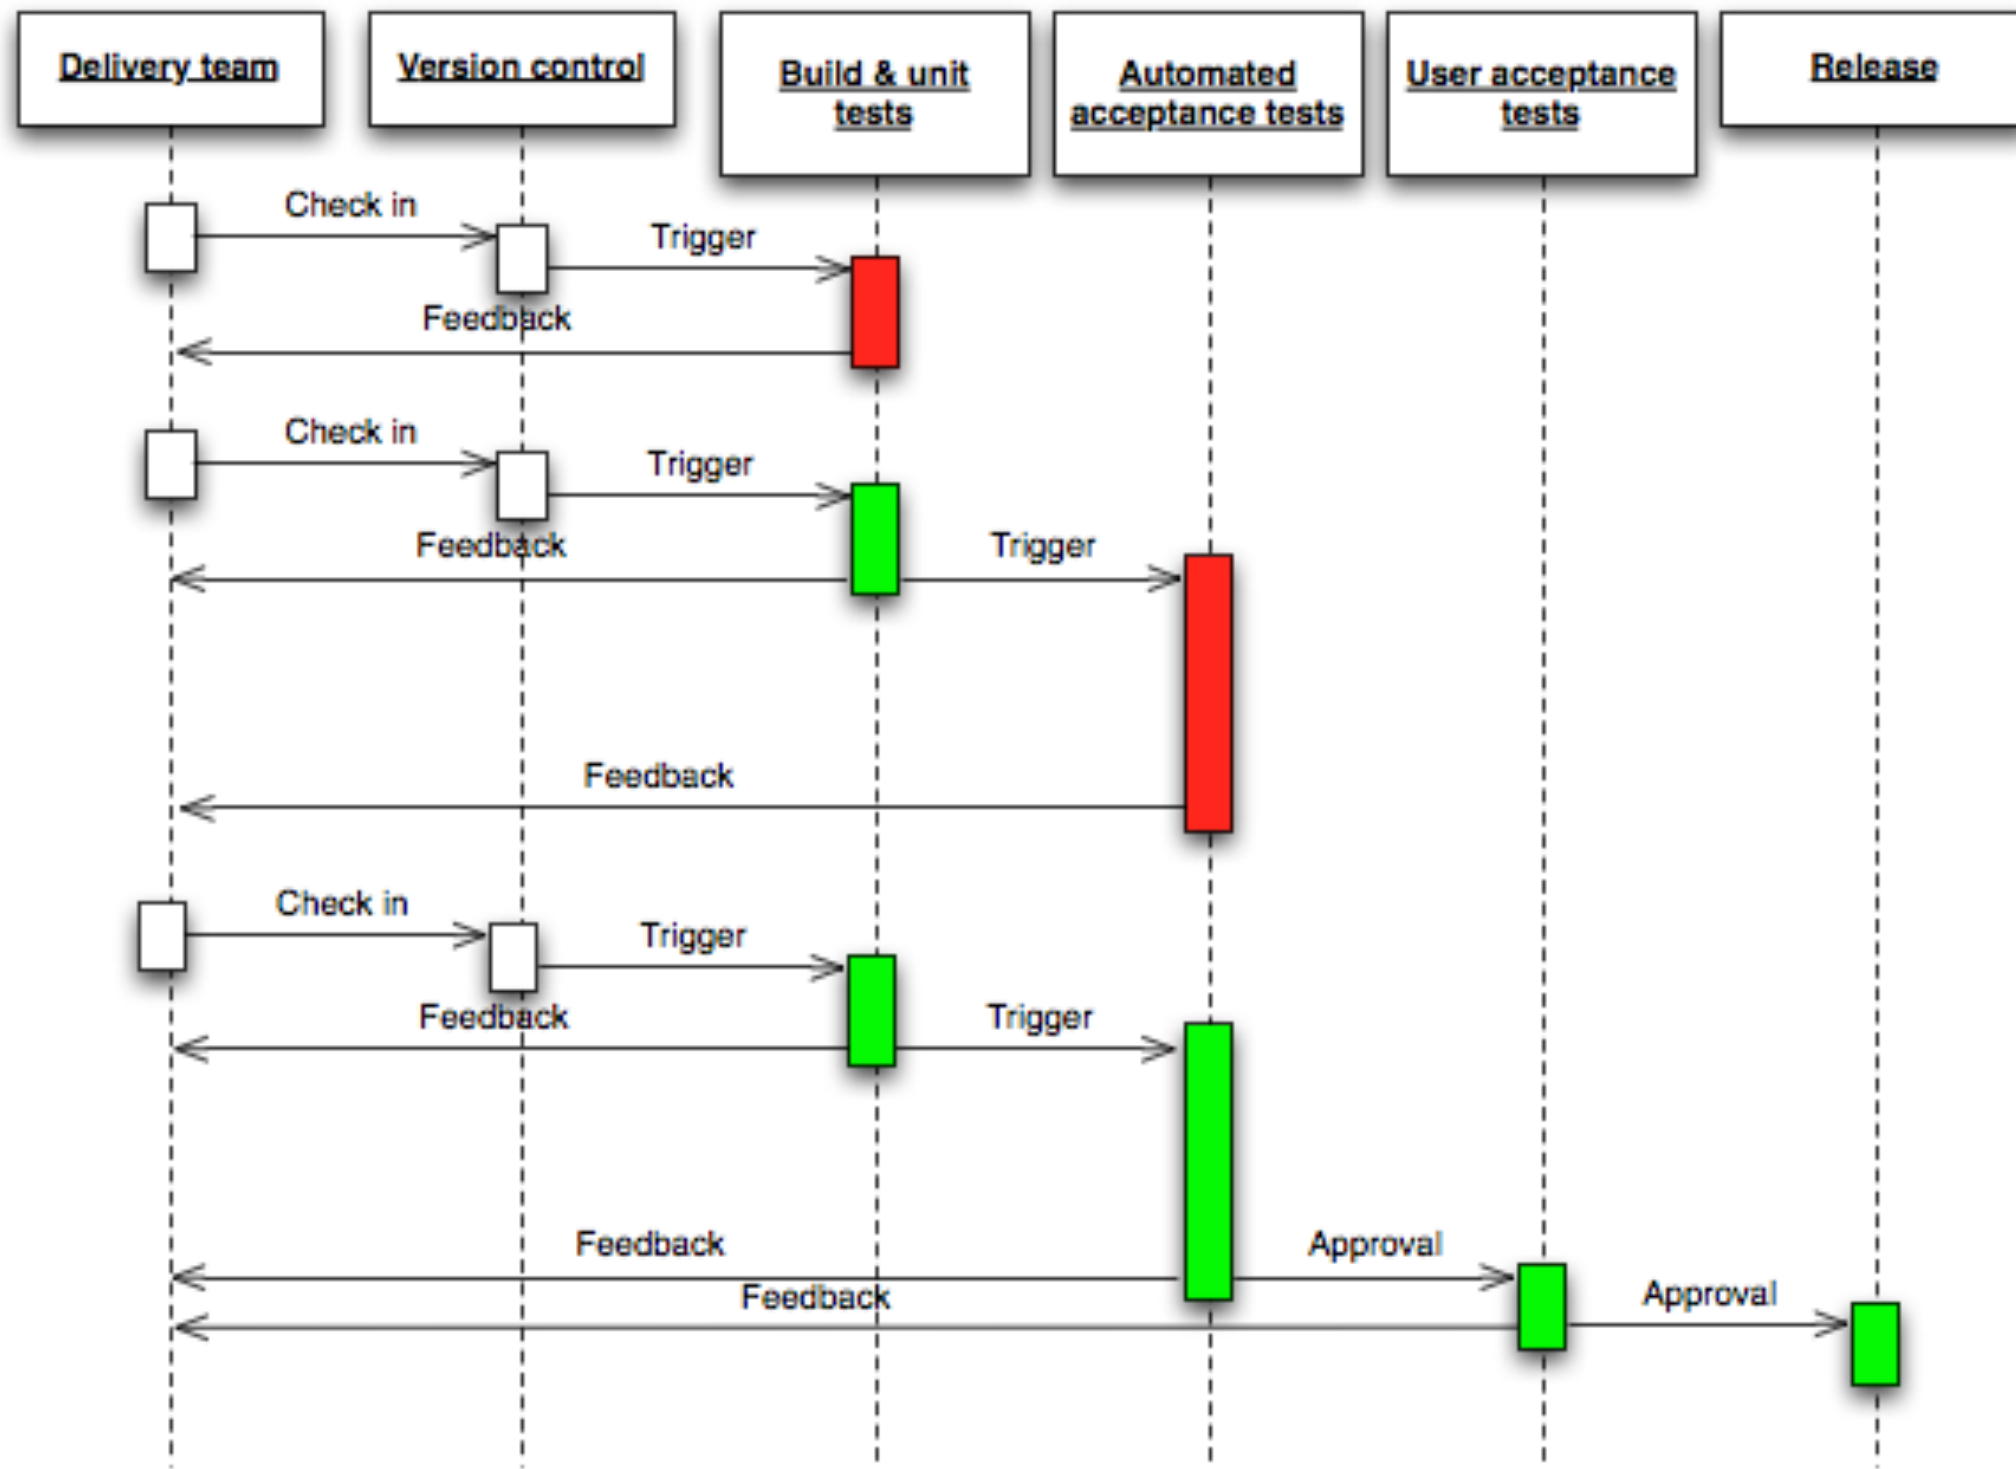 Delivery team
Version control
Build & unit
tests
Automated
acceptance tests
User acceptance
tests
Release
Check in
Trigger
Feedback
Check in
Trigger
Feedback
Trigger
Feedback
Check in
Trigger
Feedback
Trigger
Feedback
Approval
Feedback
Approval